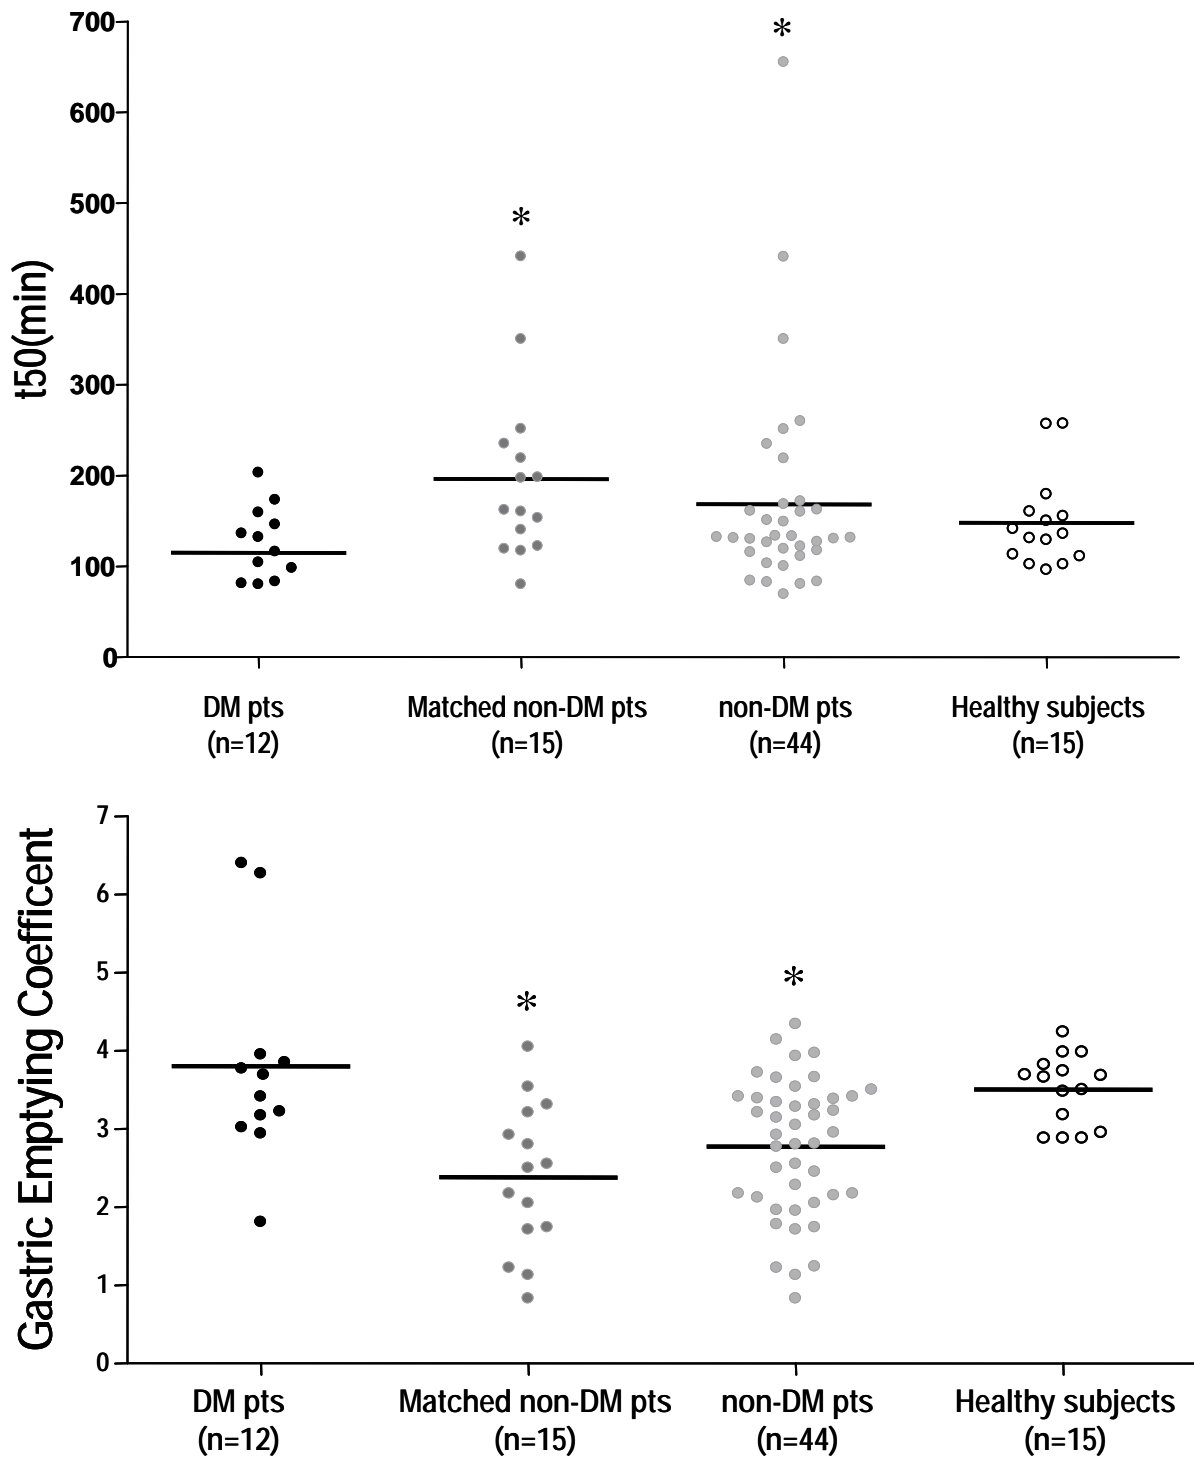 700
*
600
500
*
400
t50(min)
300
200
100
0
DM pts
(n=12)
Matched non-DM pts
(n=15)
non-DM pts
(n=44)
Healthy subjects
(n=15)
7
6
5
*
*
4
Gastric Emptying Coefficent
3
2
1
0
DM pts
(n=12)
Matched non-DM pts
(n=15)
non-DM pts
(n=44)
Healthy subjects
(n=15)